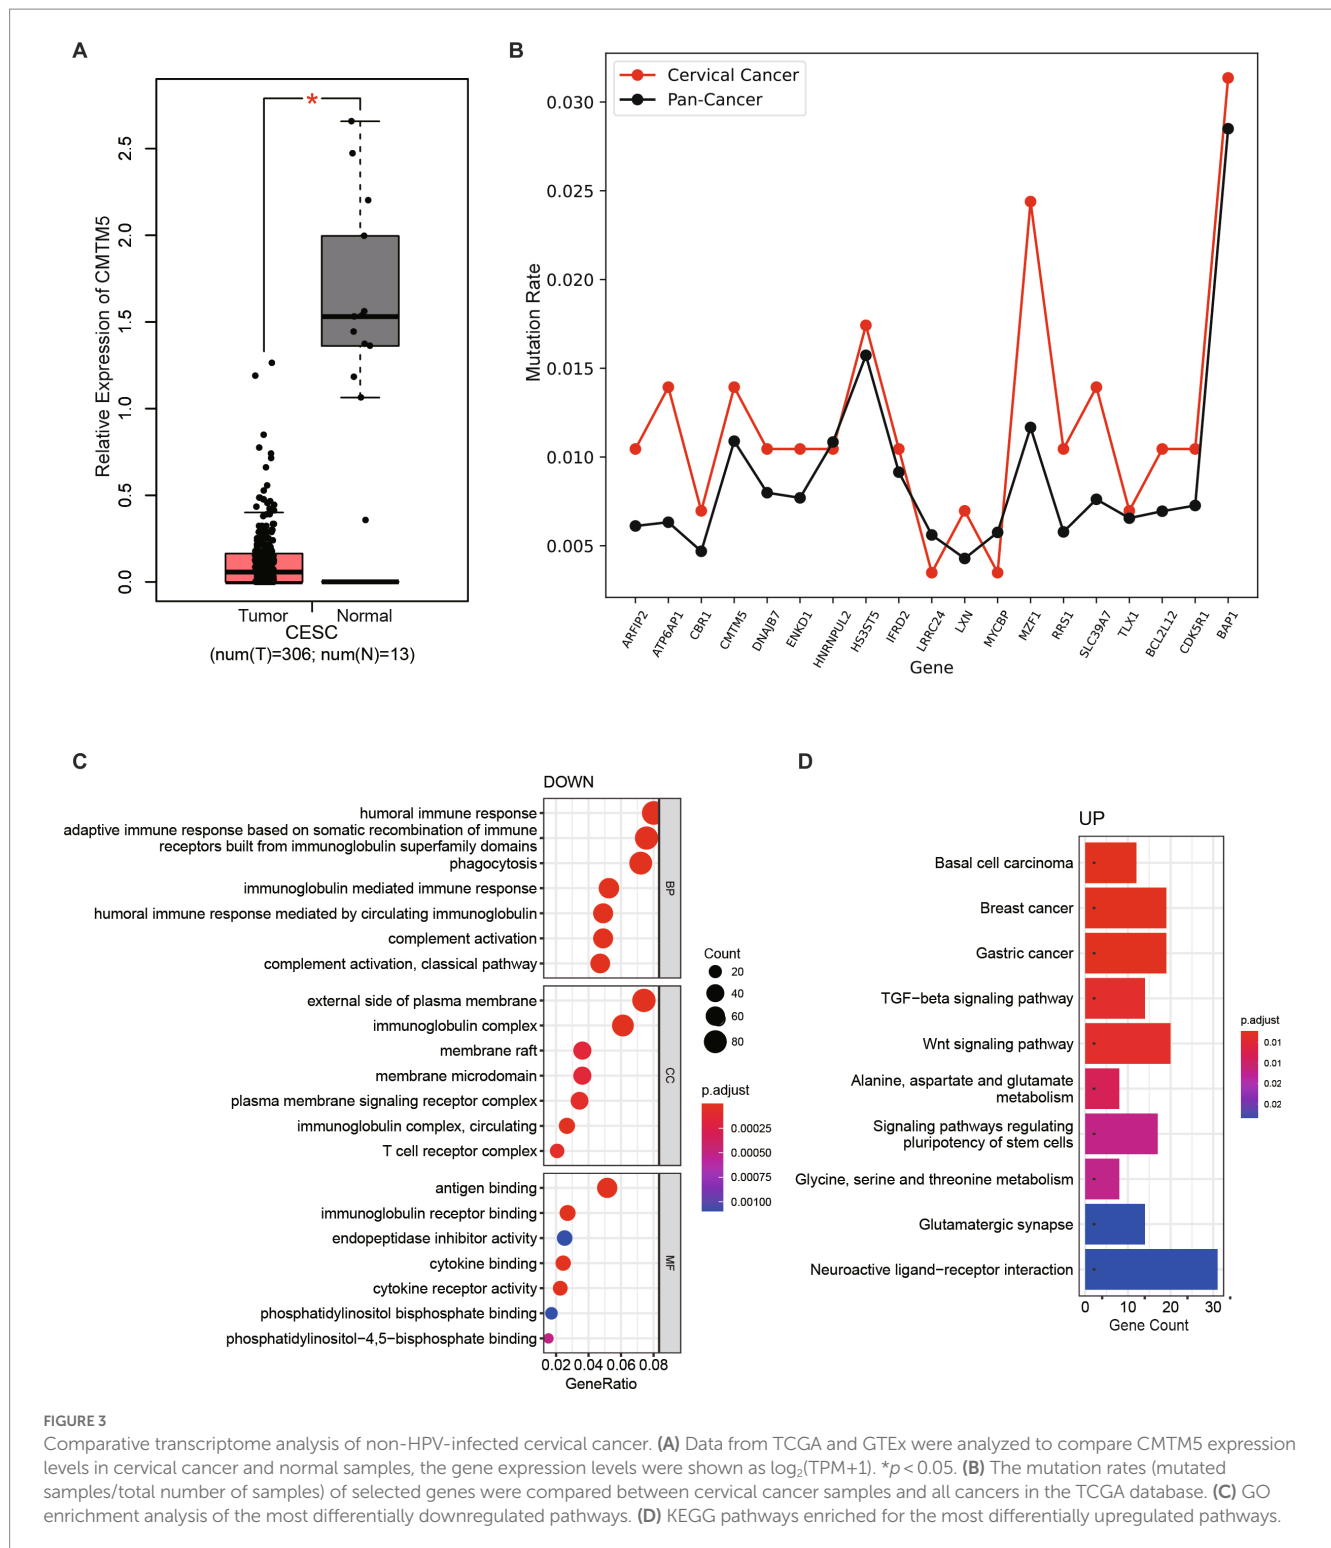 A
Relative Expression of CMTM5
2.5
2.0
1.5
1.0
0.5
0.0
*
Tumor
Normal
CESC
(num(T)=306; num(N)=13)
B
Cervical Cancer
Pan-Cancer
Mutation Rate
0.030
0.025
0.020
0.015
0.010
0.005
ARFIP2
ATP6AP1
CBR1
CMTM5
DNAJB7
ENKD1
HNRNPUL2
HS3ST5
IFRD2
LRRC24
LXN
MYCBP
MZF1
RRS1
SLC39A7
TLX1
BCL2L12
CDK5R1
BAP1
Gene
C
DOWN
humoral immune response
adaptive immune response based on somatic recombination of immune
receptors built from immunoglobulin superfamily domains
phagocytosis
immunoglobulin mediated immune response
humoral immune response mediated by circulating immunoglobulin
complement activation
complement activation, classical pathway
BP
external side of plasma membrane
immunoglobulin complex
membrane raft
membrane microdomain
plasma membrane signaling receptor complex
immunoglobulin complex, circulating
T cell receptor complex
CC
antigen binding
immunoglobulin receptor binding
endopeptidase inhibitor activity
cytokine binding
cytokine receptor activity
phosphatidylinositol bisphosphate binding
phosphatidylinositol−4,5−bisphosphate binding
MF
0.02 0.04 0.06 0.08
GeneRatio
Count
20
40
60
80
p.adjust
0.00025
0.00050
0.00075
0.00100
D
UP
Basal cell carcinoma
Breast cancer
Gastric cancer
TGF−beta signaling pathway
Wnt signaling pathway
Alanine, aspartate and glutamate
metabolism
Signaling pathways regulating
pluripotency of stem cells
Glycine, serine and threonine metabolism
Glutamatergic synapse
Neuroactive ligand−receptor interaction
0 10 20 30
Gene Count
p.adjust
0.01
0.01
0.02
0.02
FIGURE 3
Comparative transcriptome analysis of non-HPV-infected cervical cancer. (A) Data from TCGA and GTEx were analyzed to compare CMTM5 expression
levels in cervical cancer and normal samples, the gene expression levels were shown as log₂(TPM+1). *p < 0.05. (B) The mutation rates (mutated
samples/total number of samples) of selected genes were compared between cervical cancer samples and all cancers in the TCGA database. (C) GO
enrichment analysis of the most differentially downregulated pathways. (D) KEGG pathways enriched for the most differentially upregulated pathways.